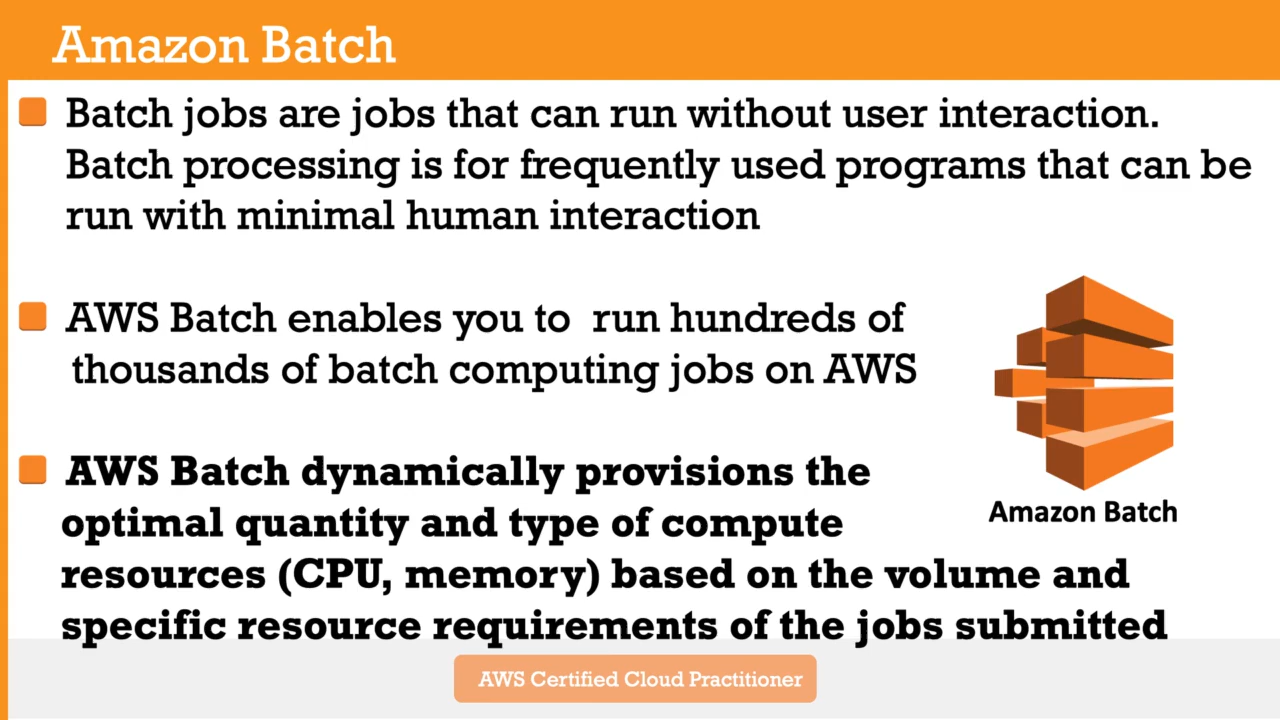 Amazon Batch
Batch jobs are jobs that can run without user interaction.
Batch processing is for frequently used programs that can be
run with minimal human interaction
AWS Batch enables you to run hundreds of
thousands of batch computing jobs on AWS
AWS Batch dynamically provisions the
optimal quantity and type of compute
resources (CPU, memory) based on the volume and
specific resource requirements of the jobs submitted
Amazon Batch
AWS Certified Cloud Practitioner